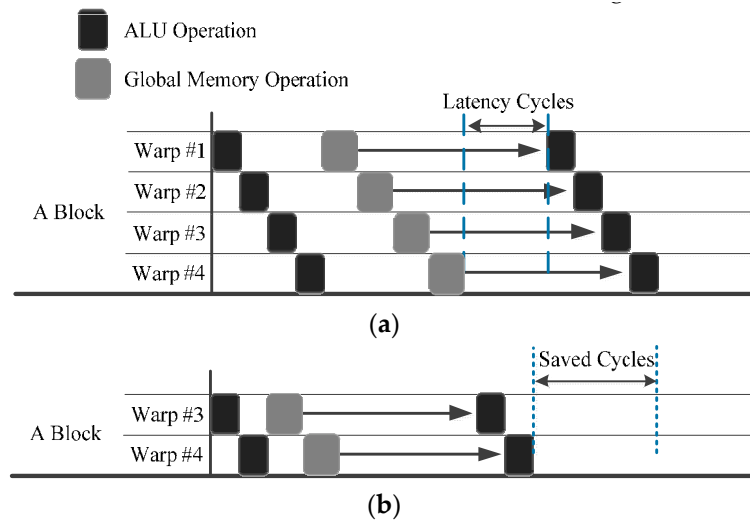 ALU Operation
Global Memory Operation
Latency Cycles
Warp #1
Warp #2
A Block
Warp #3
Warp #4
(a)
Saved Cycles
Warp #3
A Block
Warp #4
(b)